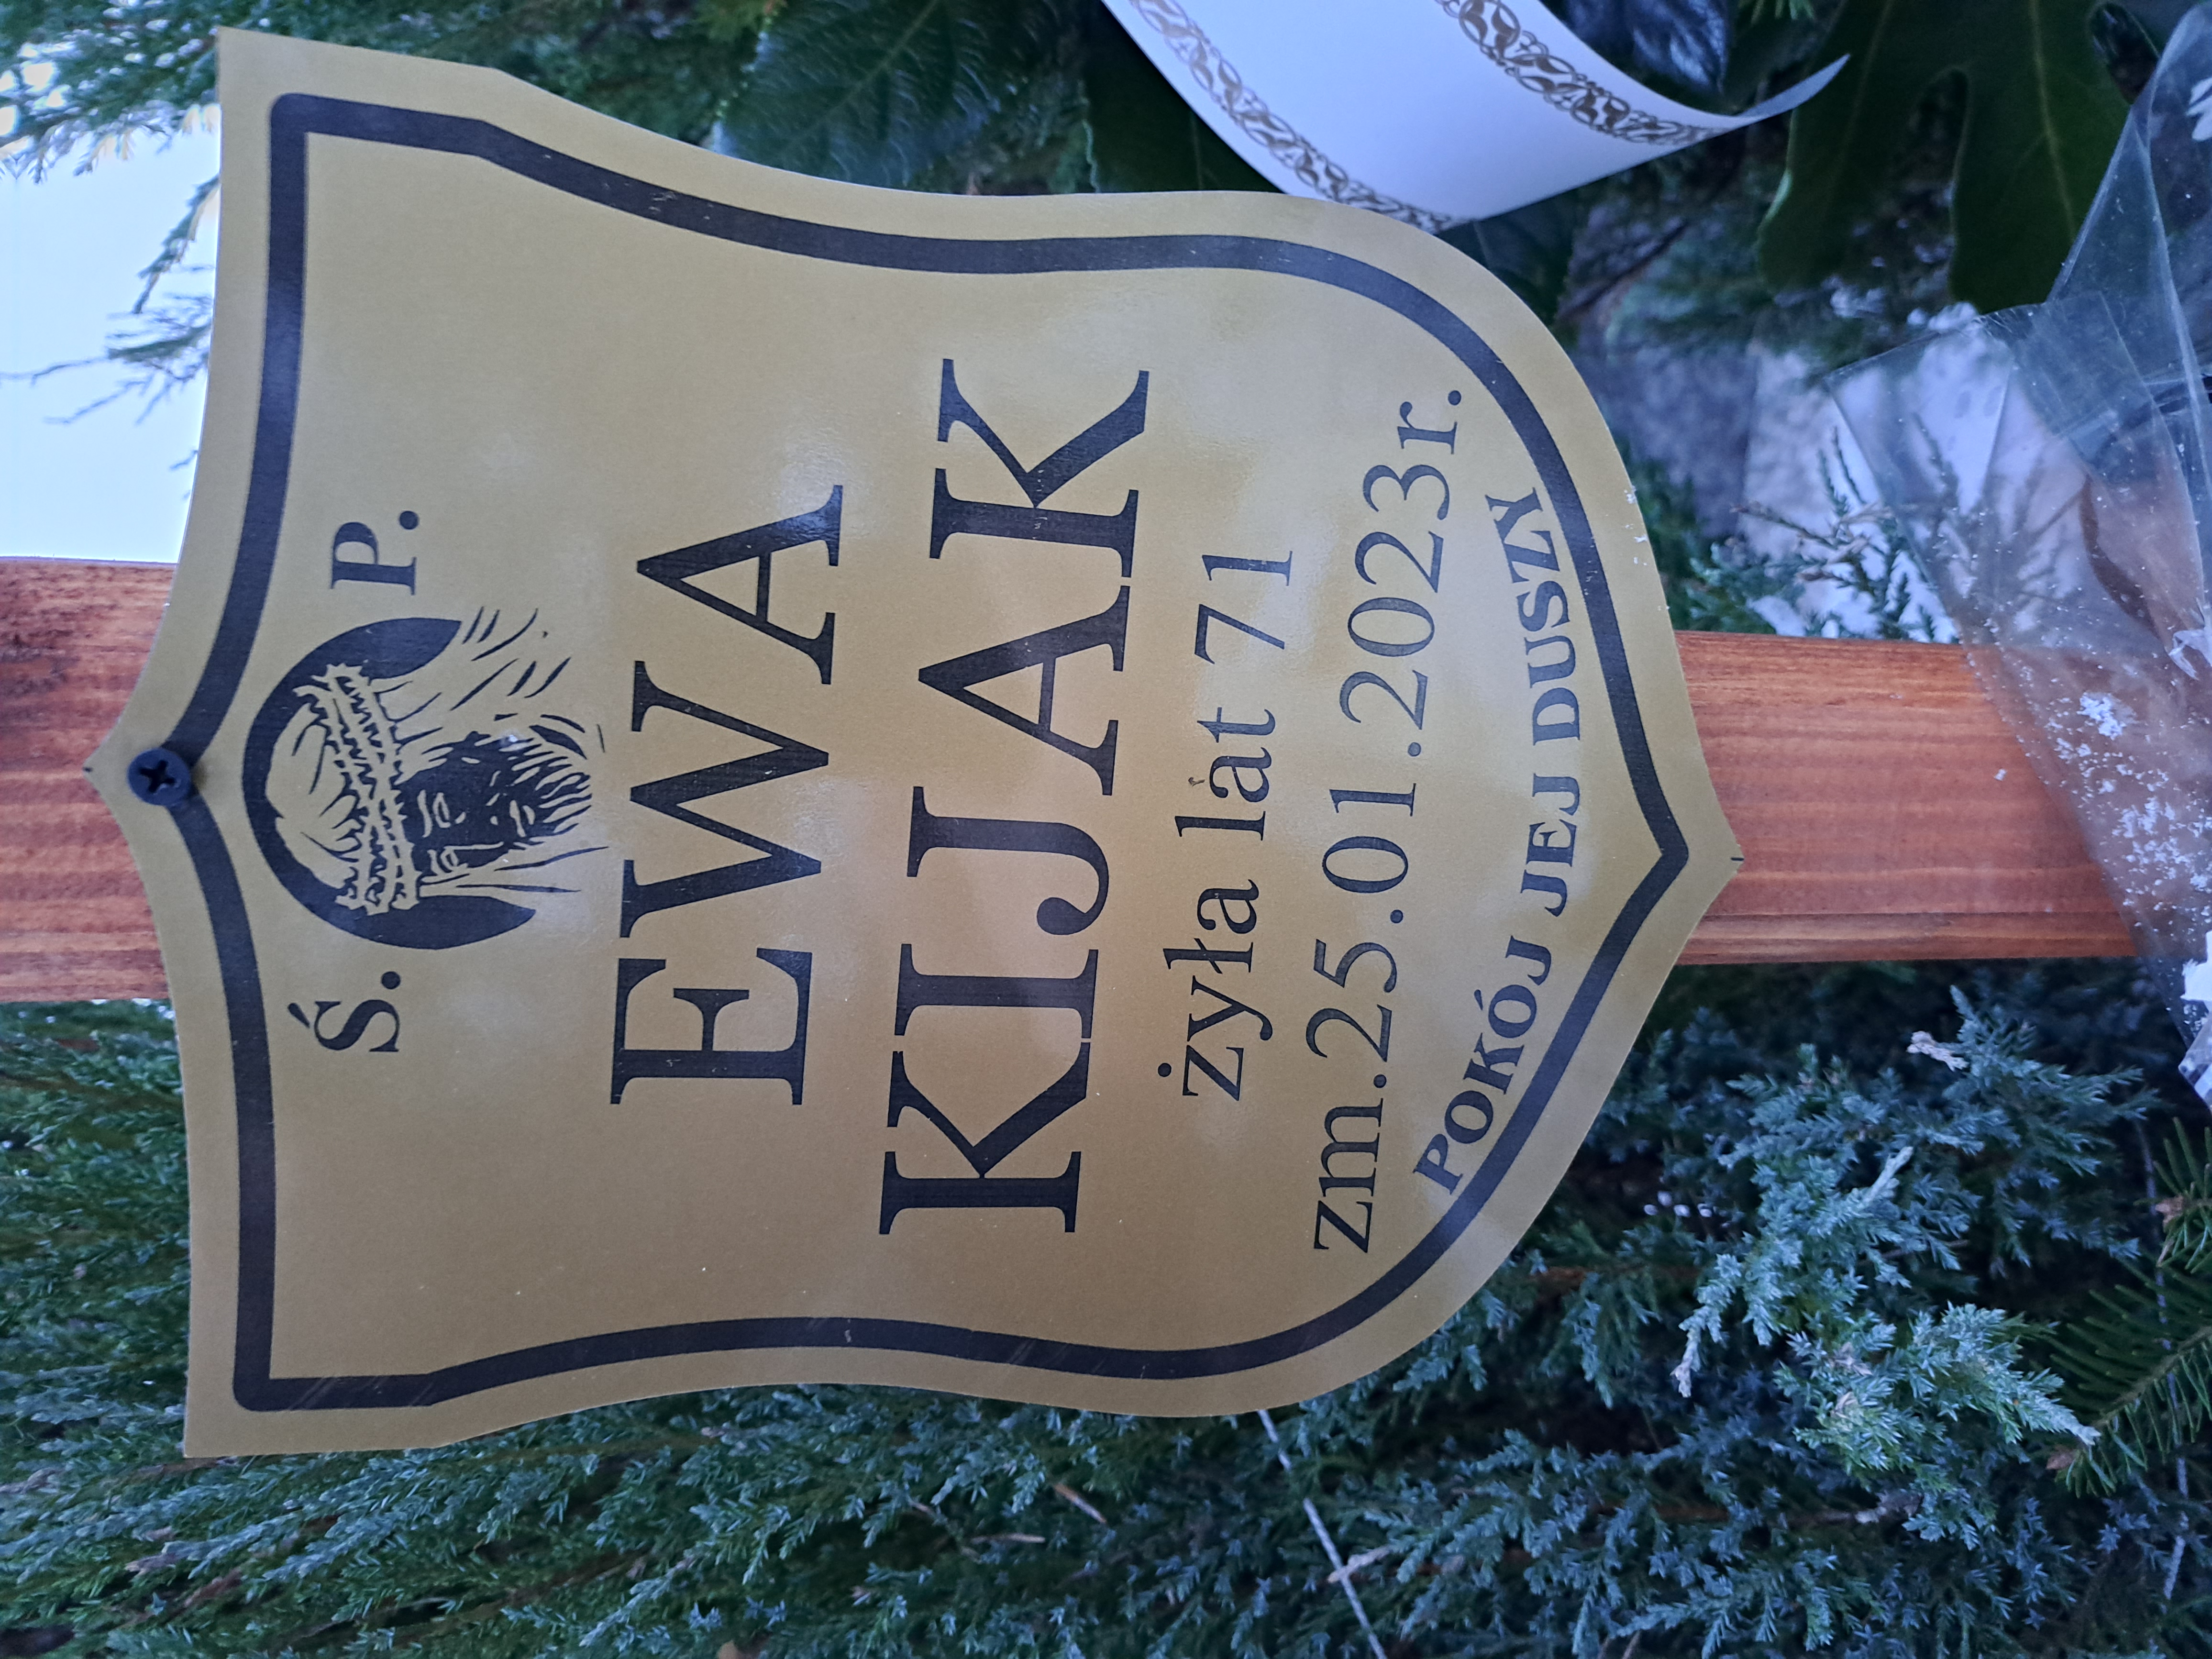 Ś. P.
EWA
KIJAK
żyła lat 71
zm.25.01.2023r.
POKÓJ JEJ DUSZY